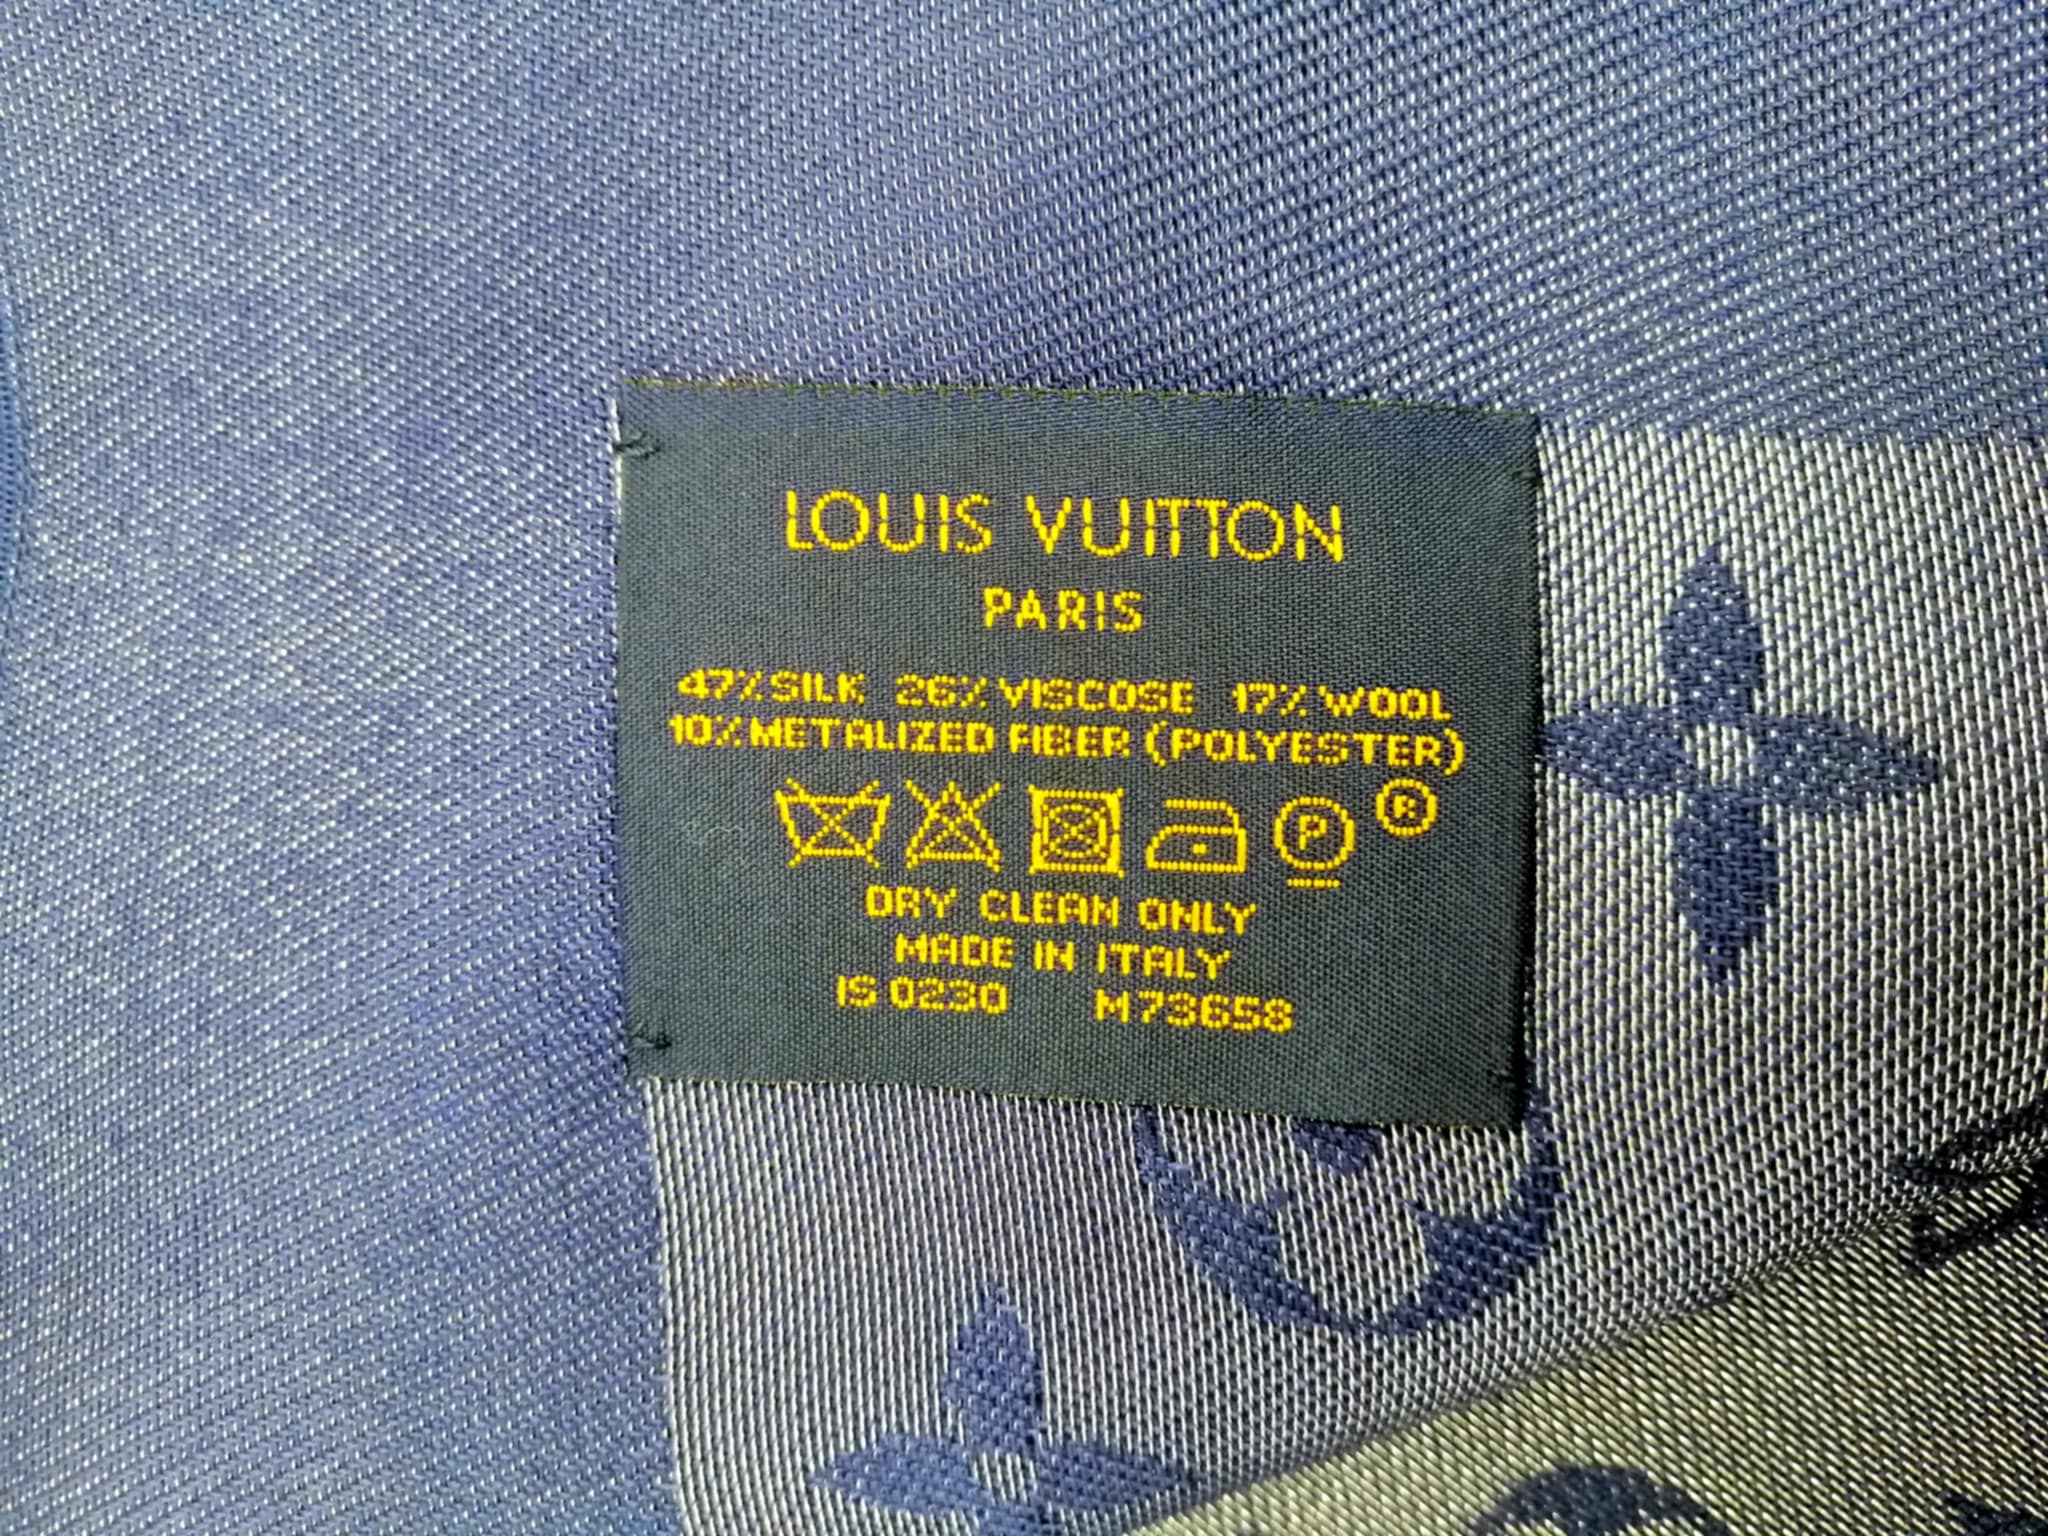 LOUIS VUITTON
PARIS
47% SILK 26% VISCOSE 17% WOOL
10% METALIZED FIBER (POLYESTER)
P ®
DRY CLEAN ONLY
MADE IN ITALY
IS 0230 M73658